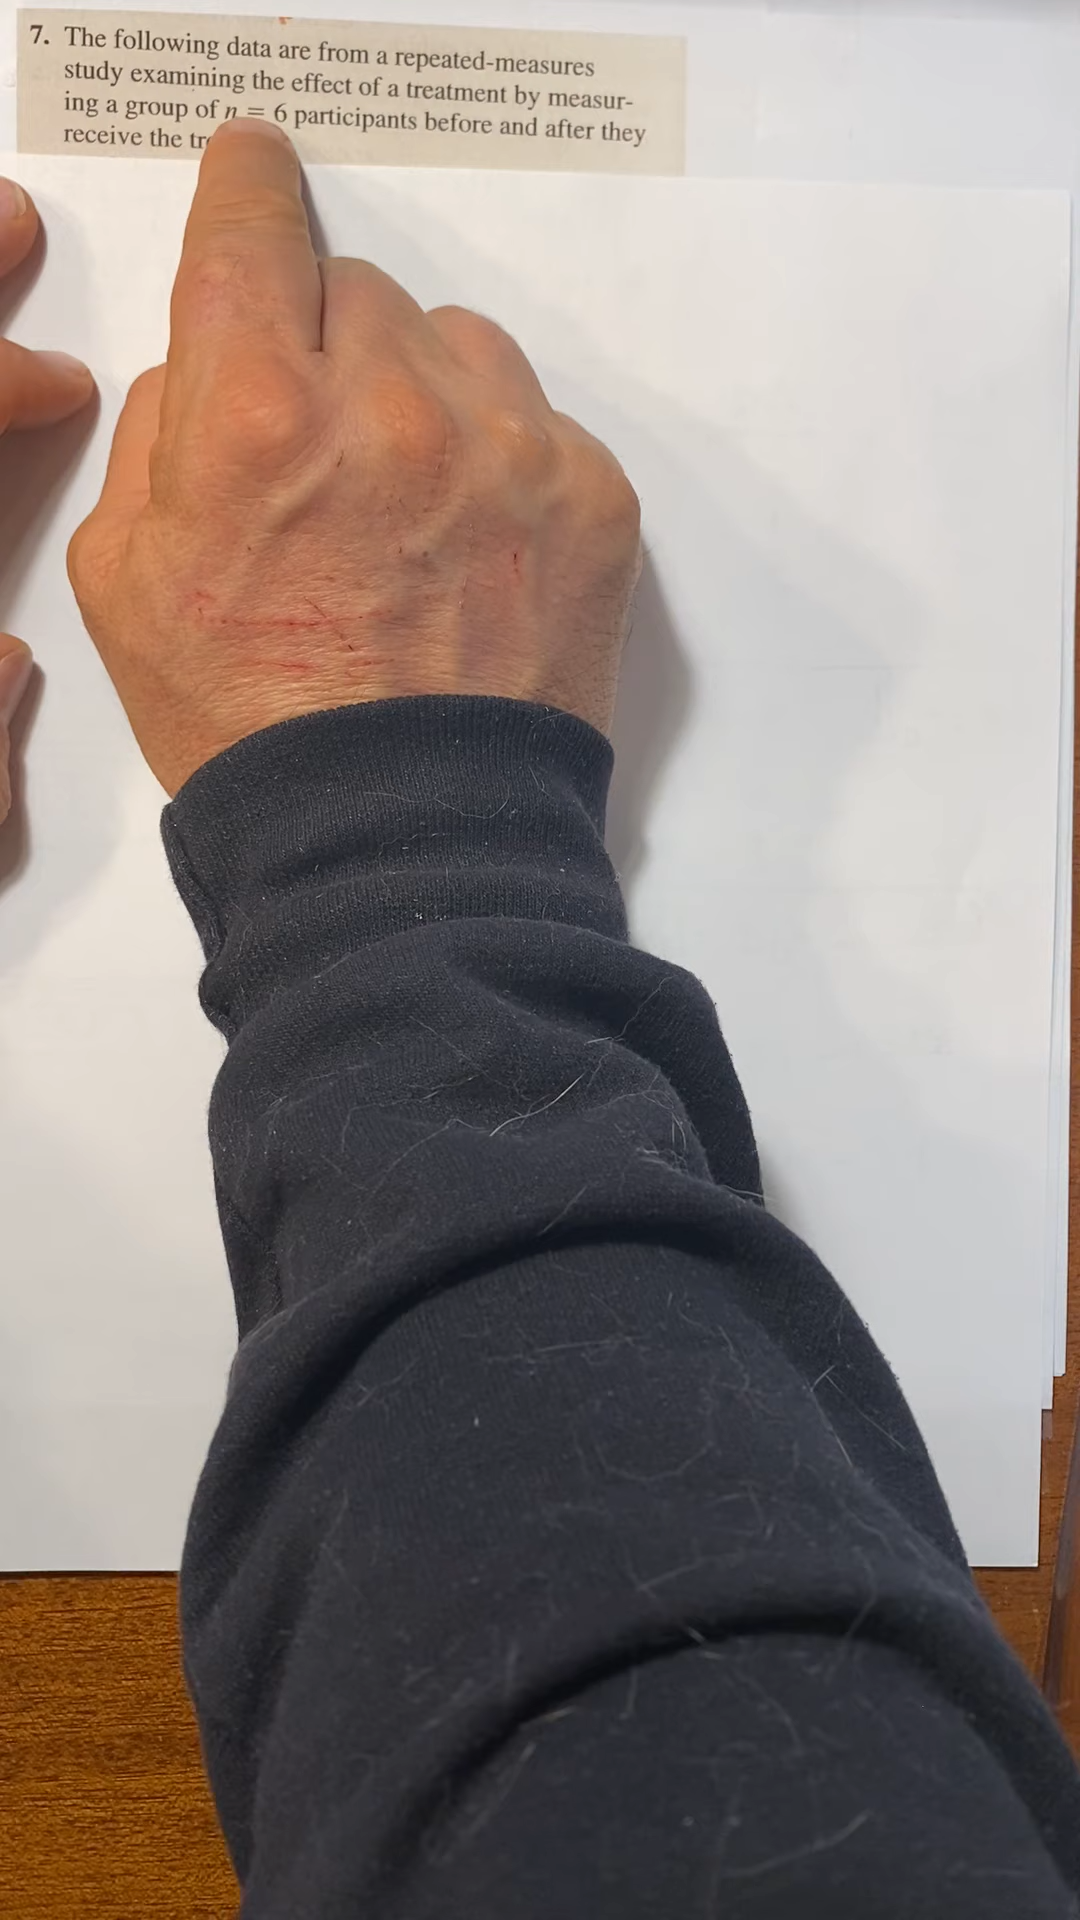 7. The following data are from a repeated-measures
study examining the effect of a treatment by measur-
ing a group of n = 6 participants before and after they
receive the